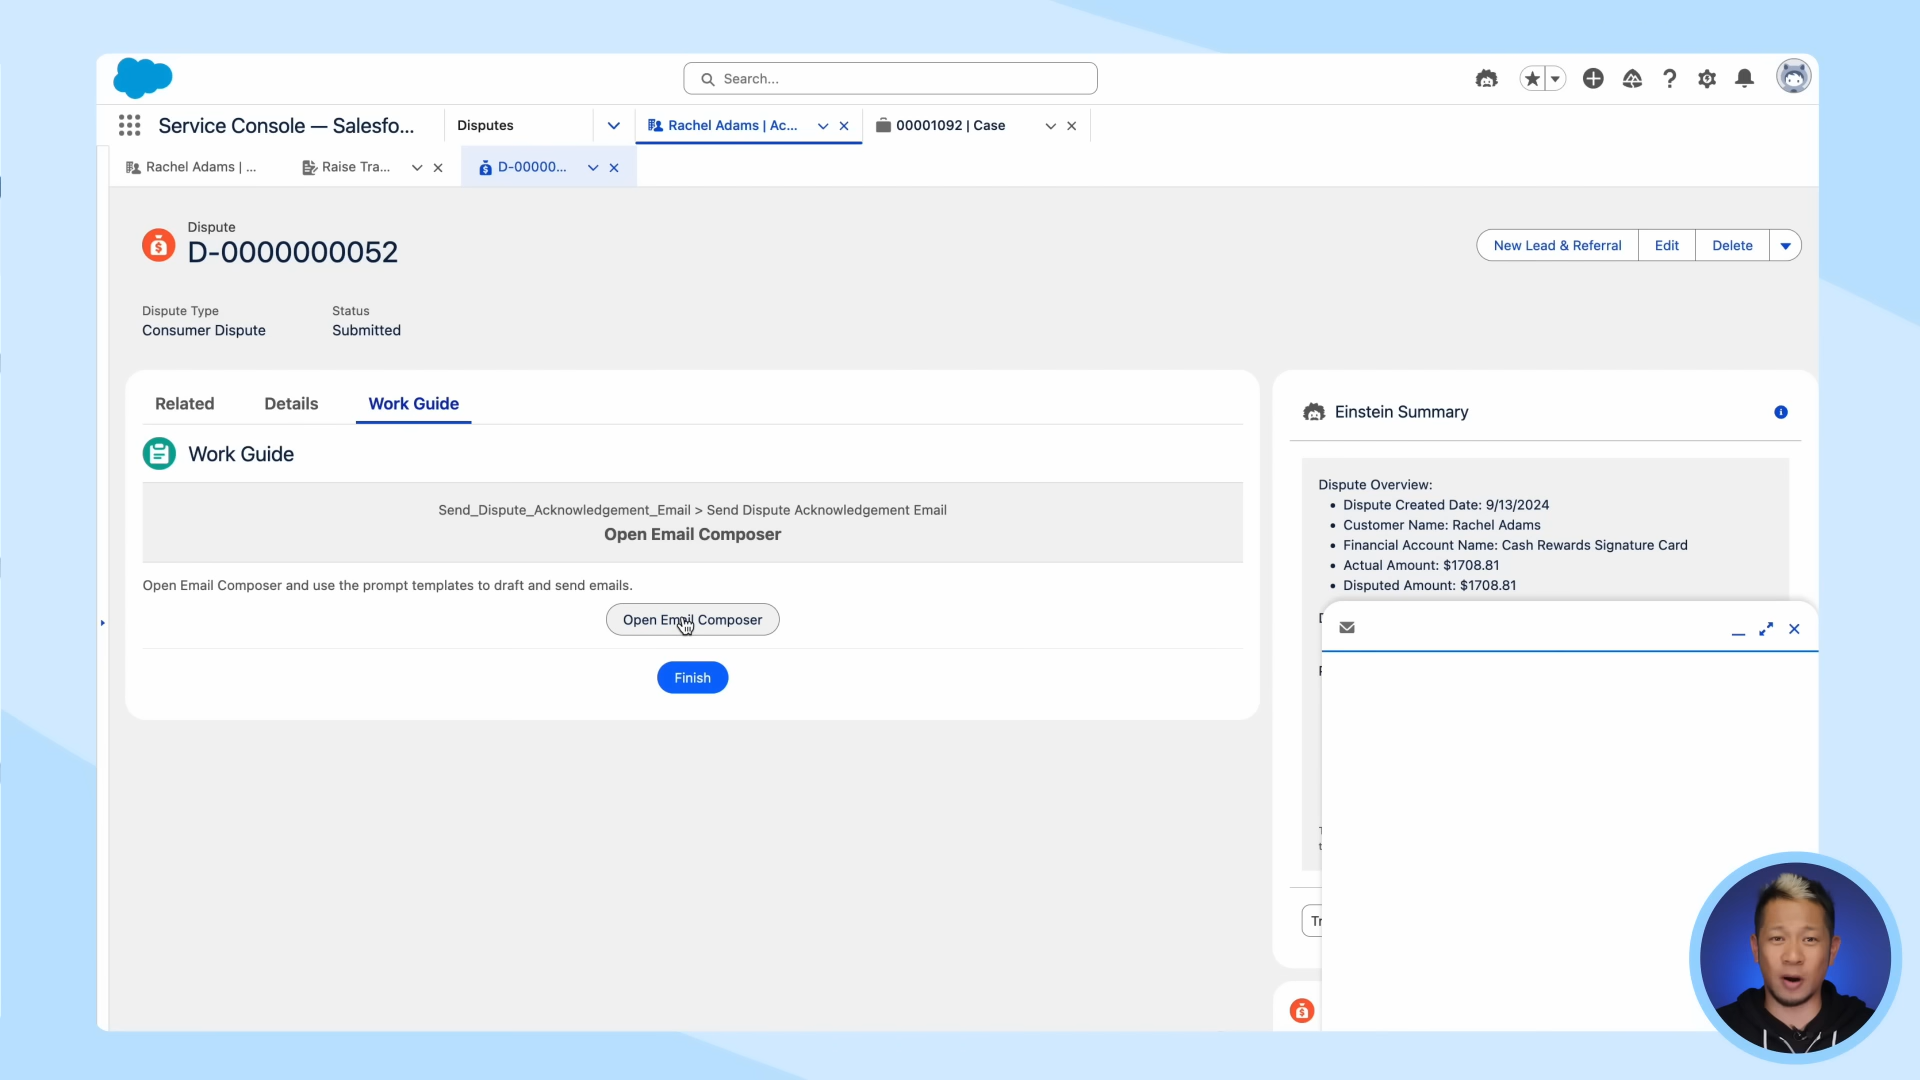 Search...
Service Console — Salesfo...
Disputes
Rachel Adams | Ac...
00001092 | Case
Rachel Adams | ...
Raise Tra...
D-00000...
Dispute
D-0000000052
New Lead & Referral
Edit
Delete
Dispute Type
Consumer Dispute
Status
Submitted
Related
Details
Work Guide
Work Guide
Send_Dispute_Acknowledgement_Email > Send Dispute Acknowledgement Email
Open Email Composer
Open Email Composer and use the prompt templates to draft and send emails.
Open Email Composer
Finish
Einstein Summary
Dispute Overview:
• Dispute Created Date: 9/13/2024
• Customer Name: Rachel Adams
• Financial Account Name: Cash Rewards Signature Card
• Actual Amount: $1708.81
• Disputed Amount: $1708.81
Tr